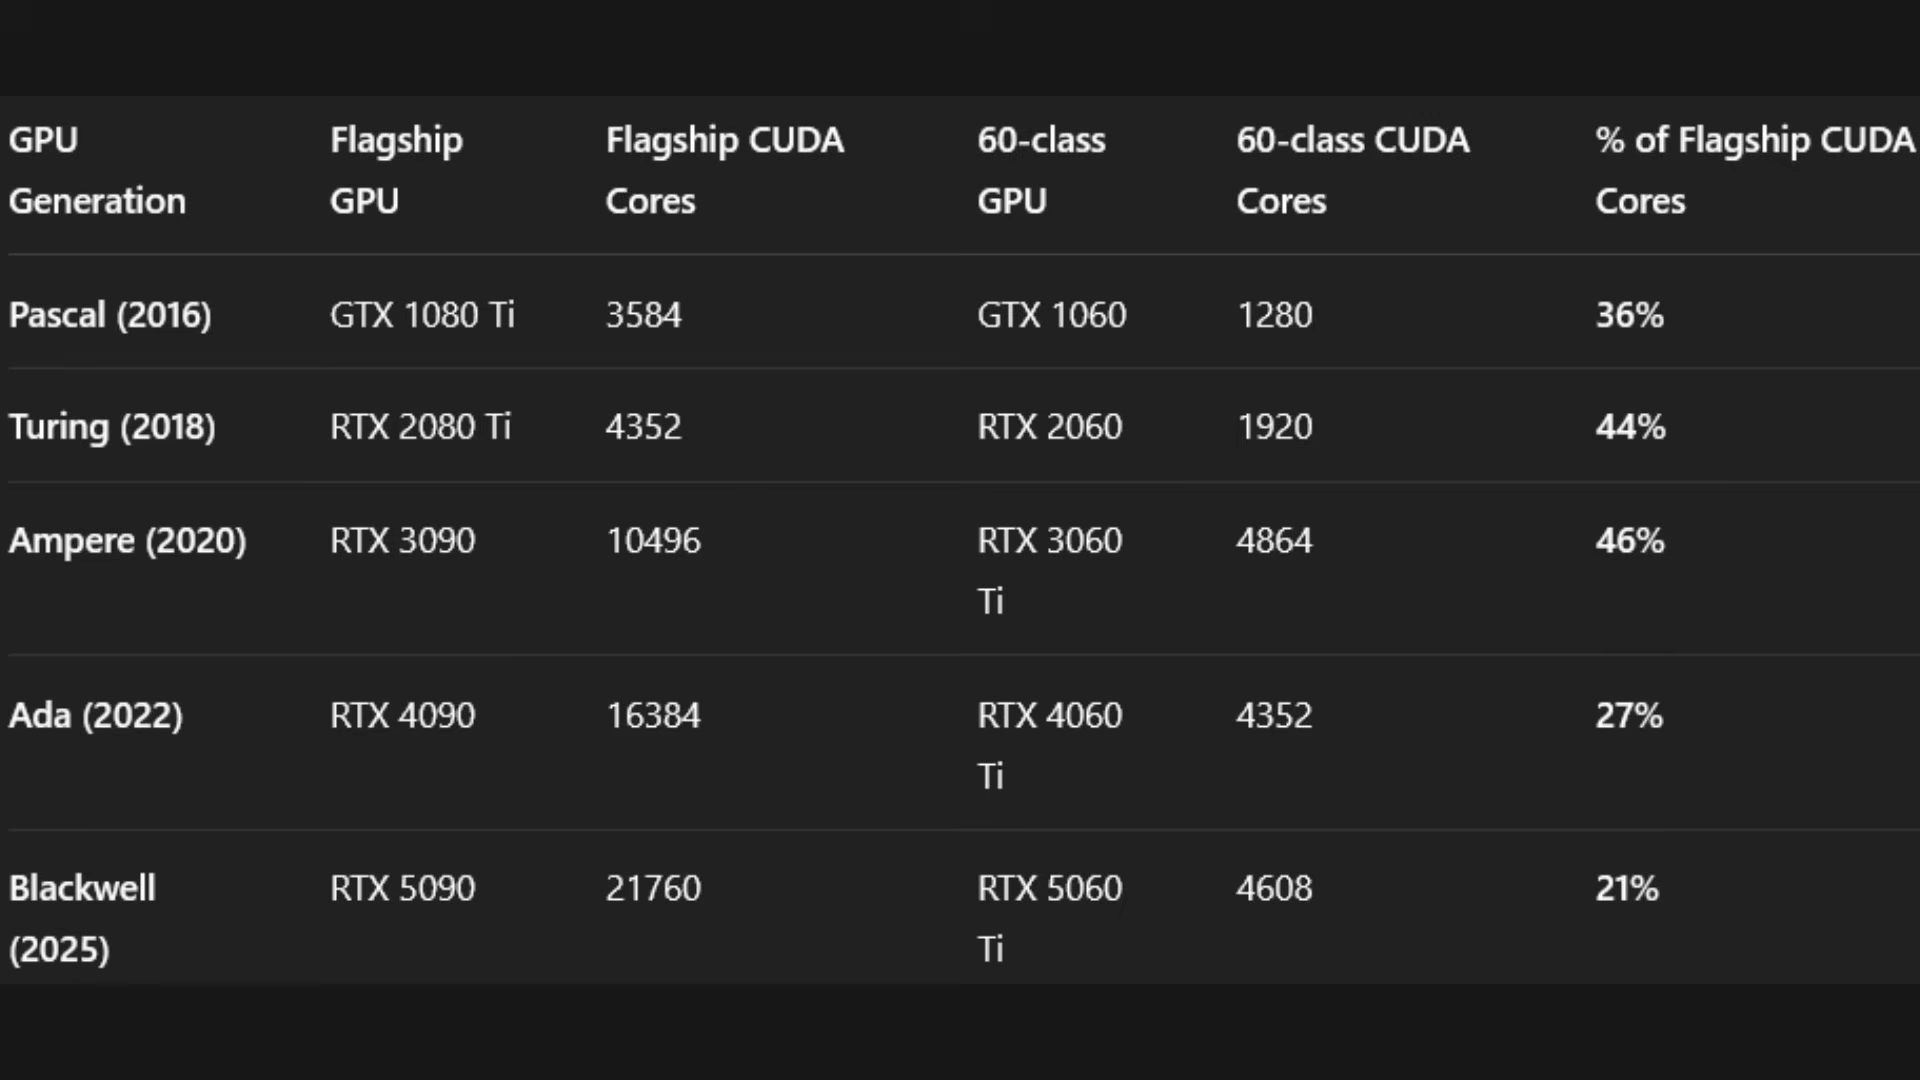 GPU Generation Flagship GPU Flagship CUDA Cores 60-class GPU 60-class CUDA Cores % of Flagship CUDA Cores
Pascal (2016) GTX 1080 Ti 3584 GTX 1060 1280 36%
Turing (2018) RTX 2080 Ti 4352 RTX 2060 1920 44%
Ampere (2020) RTX 3090 10496 RTX 3060 Ti 4864 46%
Ada (2022) RTX 4090 16384 RTX 4060 Ti 4352 27%
Blackwell (2025) RTX 5090 21760 RTX 5060 Ti 4608 21%